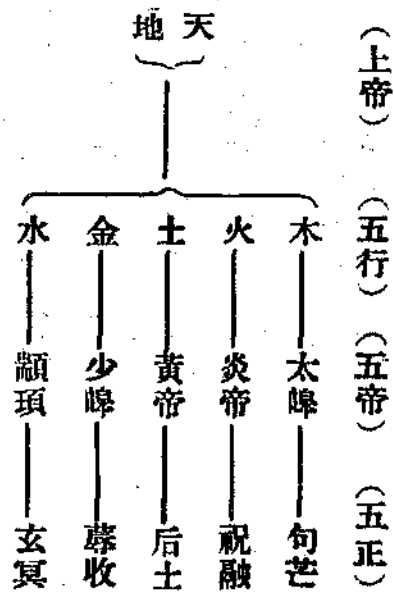 （上帝）（五行）（五帝）（五正）
天地
木 太皞 句芒
火 炎帝 祝融
土 黃帝 后土
金 少皞 蓐收
水 顓頊 玄冥